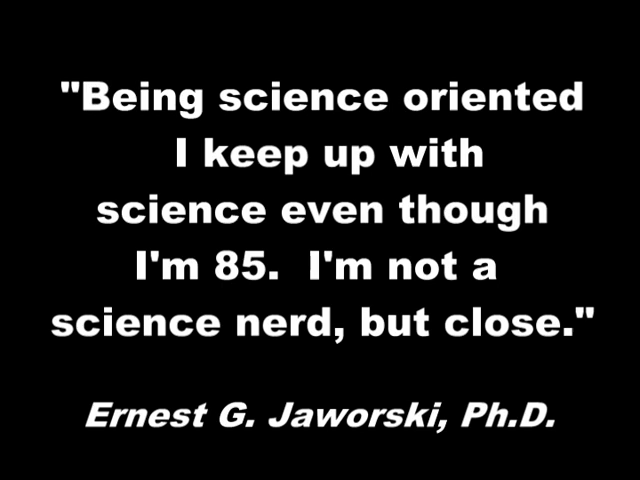 "Being science oriented
I keep up with
science even though
I'm 85.  I'm not a
science nerd, but close."
Ernest G. Jaworski, Ph.D.